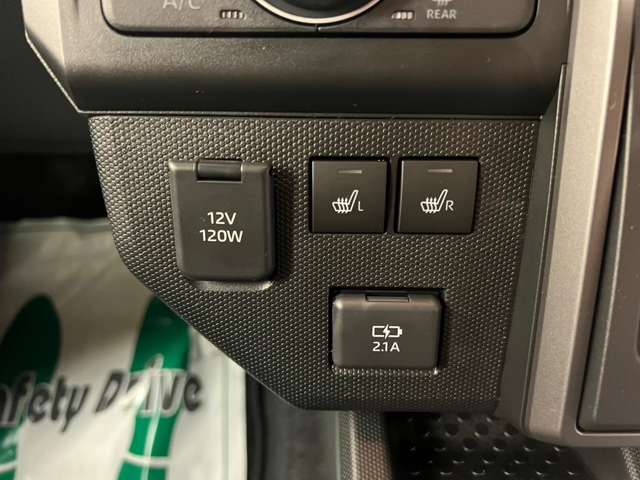 A/C
REAR
12V
120W
L
R
2.1A
Safety Drive